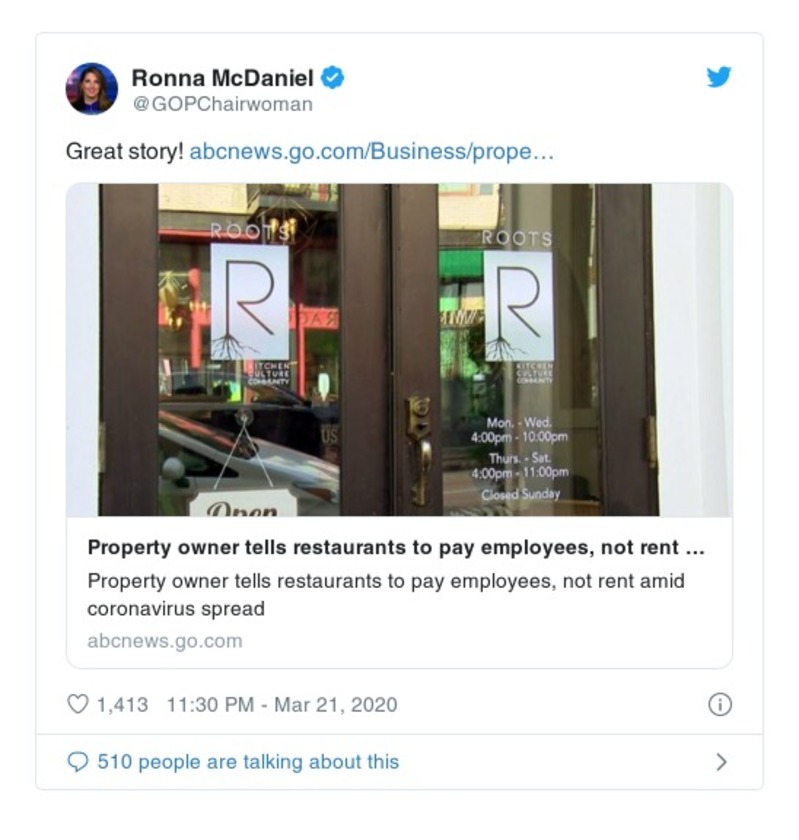 Ronna McDaniel
@GOPChairwoman
Great story! abcnews.go.com/Business/prope…
ROOTS
R
KITCHEN
CULTURE
COMMUNITY
US
Open
ROOTS
R
KITCHEN
CULTURE
COMMUNITY
Mon. - Wed.
4:00pm - 10:00pm
Thurs. - Sat.
4:00pm - 11:00pm
Closed Sunday
Property owner tells restaurants to pay employees, not rent ...
Property owner tells restaurants to pay employees, not rent amid
coronavirus spread
abcnews.go.com
1,413 11:30 PM - Mar 21, 2020
510 people are talking about this